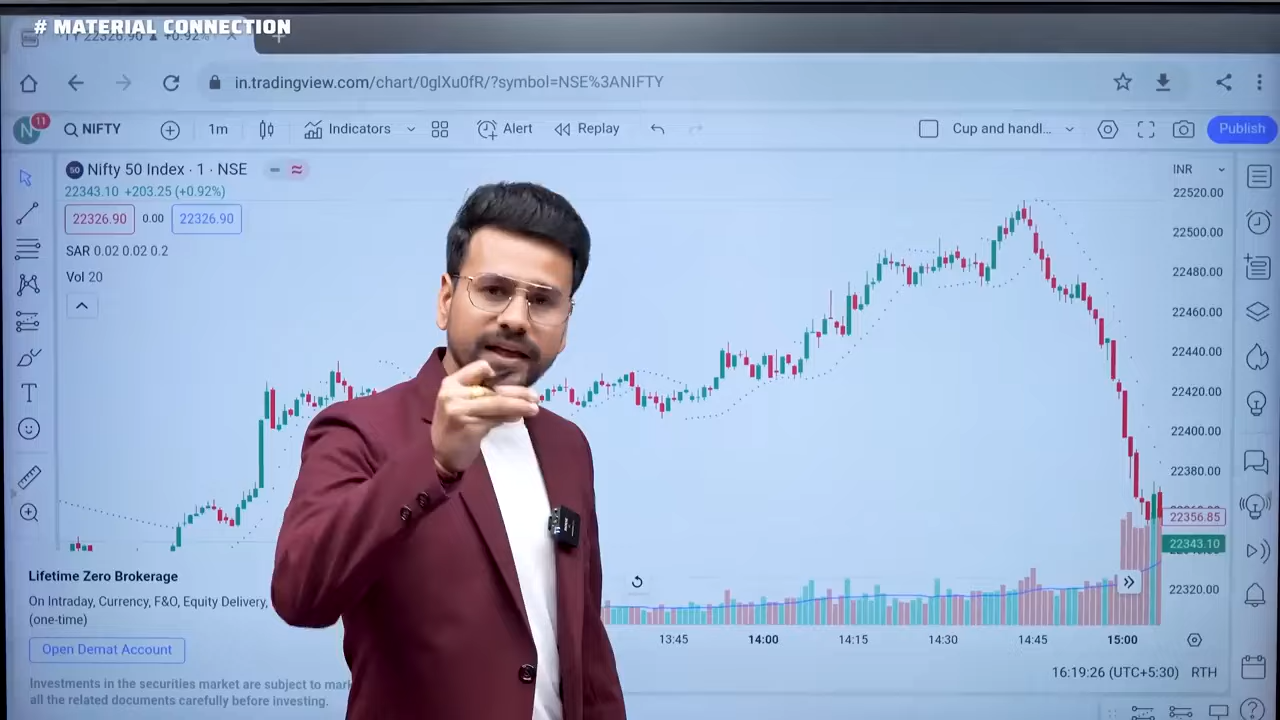 # MATERIAL CONNECTION
22326.90 ▲ +0.92%
in.tradingview.com/chart/0glXu0fR/?symbol=NSE%3ANIFTY
N 11 NIFTY 1m Indicators Alert Replay Cup and handl... Publish
50 Nifty 50 Index · 1 · NSE
INR
22343.10 +203.25 (+0.92%)
22326.90 0.00 22326.90
SAR 0.02 0.02 0.2
Vol 20
22520.00
22500.00
22480.00
22460.00
22440.00
22420.00
22400.00
22380.00
22356.85
22343.10
22320.00
Lifetime Zero Brokerage
On Intraday, Currency, F&O, Equity Delivery,
(one-time)
Open Demat Account
13:45 14:00 14:15 14:30 14:45 15:00
16:19:26 (UTC+5:30) RTH
Investments in the securities market are subject to
all the related documents carefully before investing.